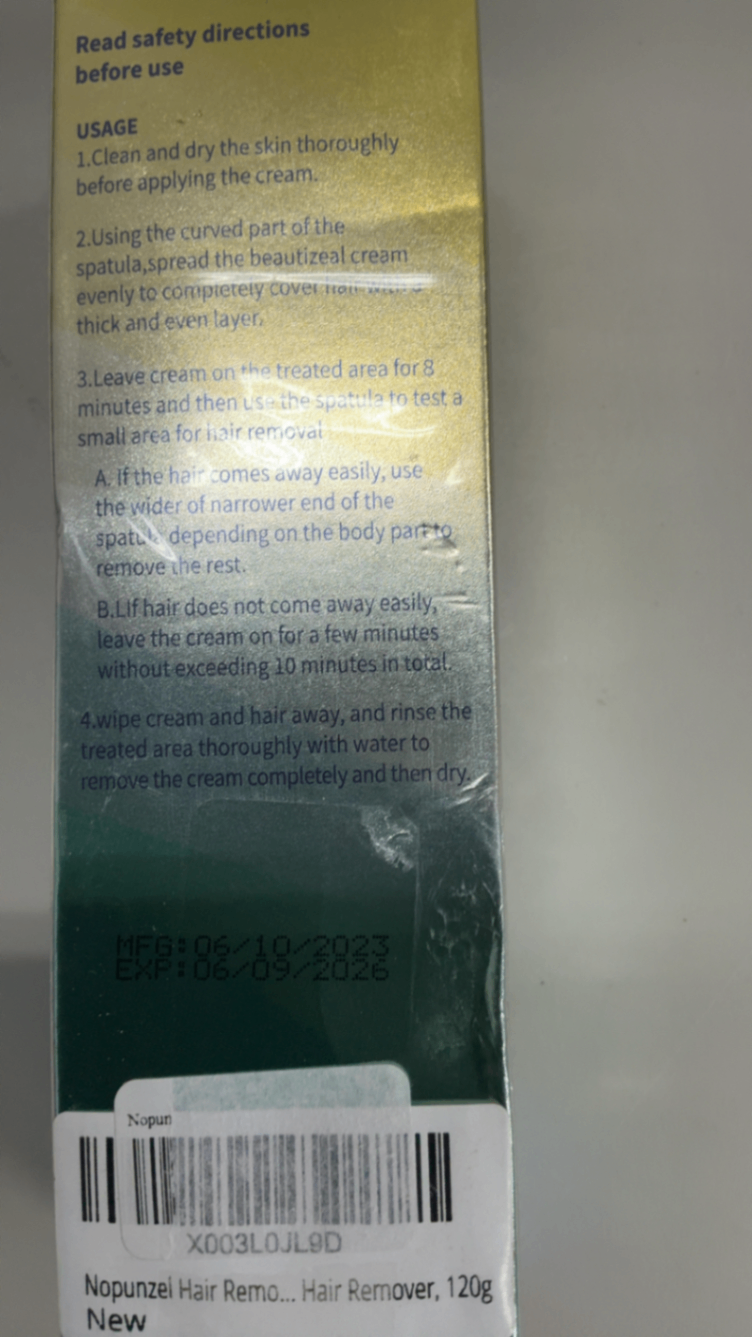 Read safety directions
before use
USAGE
1.Clean and dry the skin thoroughly
before applying the cream.
2.Using the curved part of the
spatula,spread the beautizeal cream
evenly to completely cover hair with a
thick and even layer.
3.Leave cream on the treated area for 8
minutes and then use the spatula to test a
small area for hair removal
A. if the hair comes away easily, use
the wider of narrower end of the
spatula depending on the body part to
remove the rest.
B.LIf hair does not come away easily,
leave the cream on for a few minutes
without exceeding 10 minutes in total.
4.wipe cream and hair away, and rinse the
treated area thoroughly with water to
remove the cream completely and then dry.
MFG:06/10/2023
EXP:06/09/2026
Nopun
X003L0JL9D
Nopunzel Hair Remo... Hair Remover, 120g
New